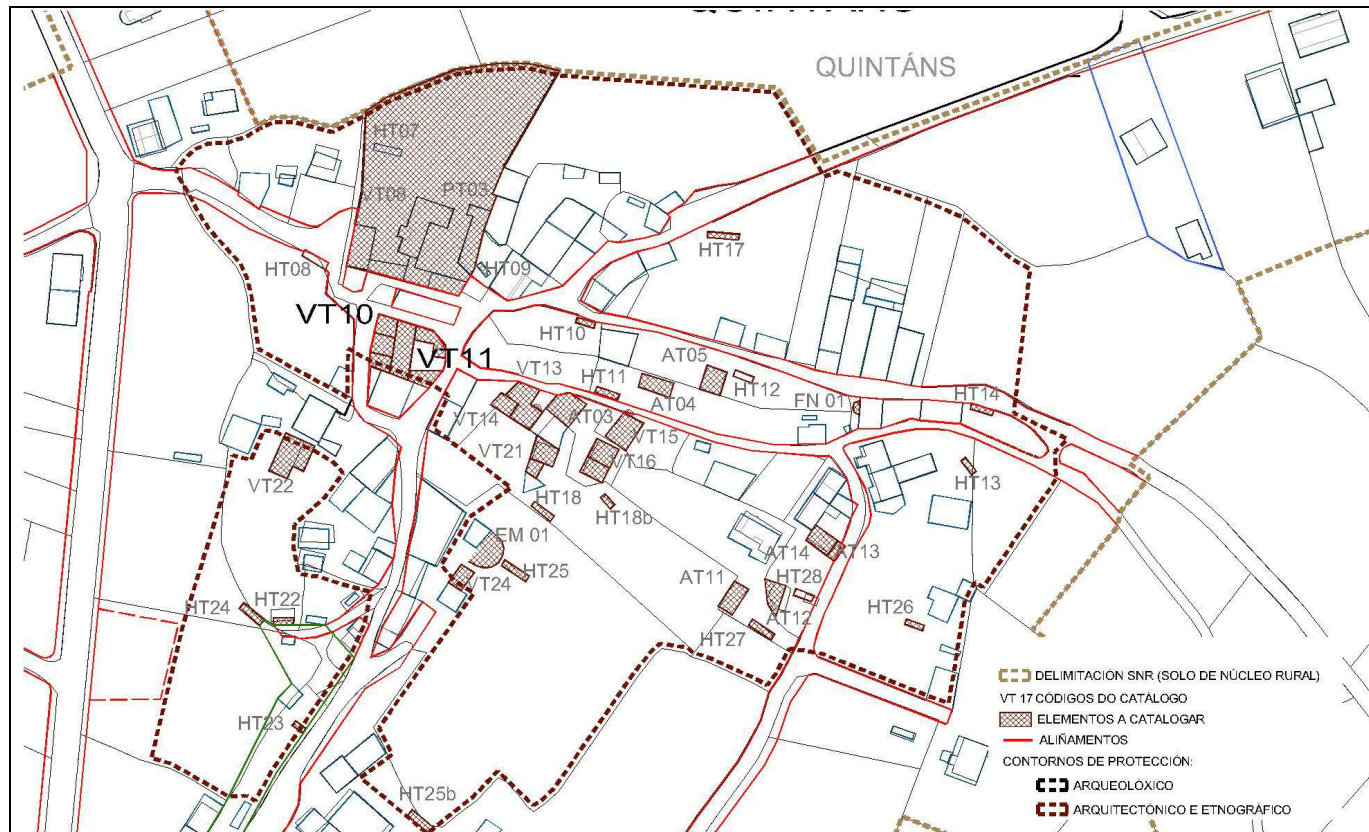 QUINTÁNS
QUINTÁNS
HT07
VT08
PT03
HT08
HT09
HT17
VT10
VT11
HT10
VT13
AT05
HT11
HT12
AT04
FN 01
HT14
VT14
AT03
VT15
VT21
VT16
VT22
HT13
HT18
HT18b
EM 01
HT25
VT24
AT14
AT13
HT28
AT11
AT12
HT24
HT22
HT26
HT27
HT23
HT25b
DELIMITACIÓN SNR (SOLO DE NÚCLEO RURAL)
VT 17 CÓDIGOS DO CATÁLOGO
ELEMENTOS A CATALOGAR
ALIÑAMENTOS
CONTORNOS DE PROTECCIÓN:
ARQUEOLÓXICO
ARQUITECTÓNICO E ETNOGRÁFICO